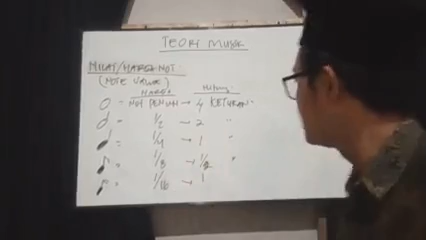 TEORI MUSIK
NILAI/HARGA NOT
(NOTE VALUE)
HARGA HITUNG
= NOT PENUH → 4 KETUKAN
= 1/2 → 2 "
= 1/4 → 1 "
= 1/8 → 1/2 "
= 1/16 → 1